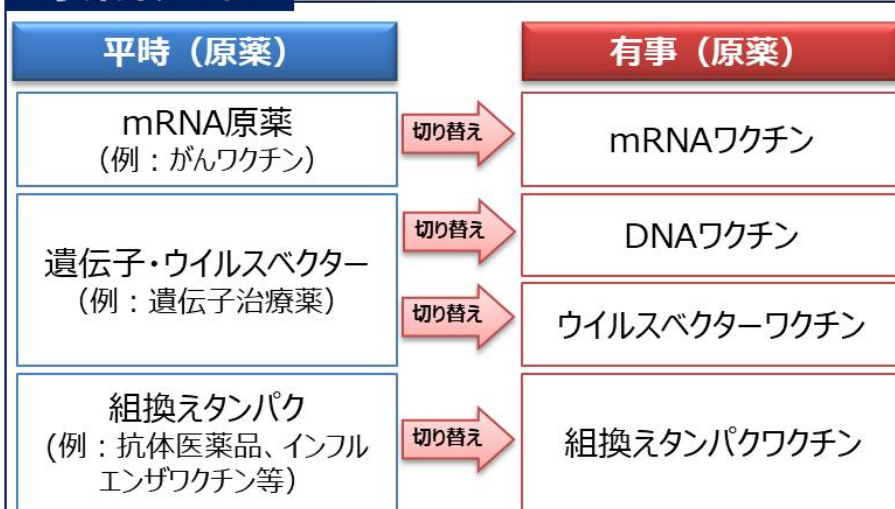 平時（原薬）
有事（原薬）
mRNA原薬
（例：がんワクチン）
切り替え
mRNAワクチン
遺伝子・ウイルスベクター
（例：遺伝子治療薬）
切り替え
DNAワクチン
切り替え
ウイルスベクターワクチン
組換えタンパク
(例：抗体医薬品、インフル
エンザワクチン等）
切り替え
組換えタンパクワクチン